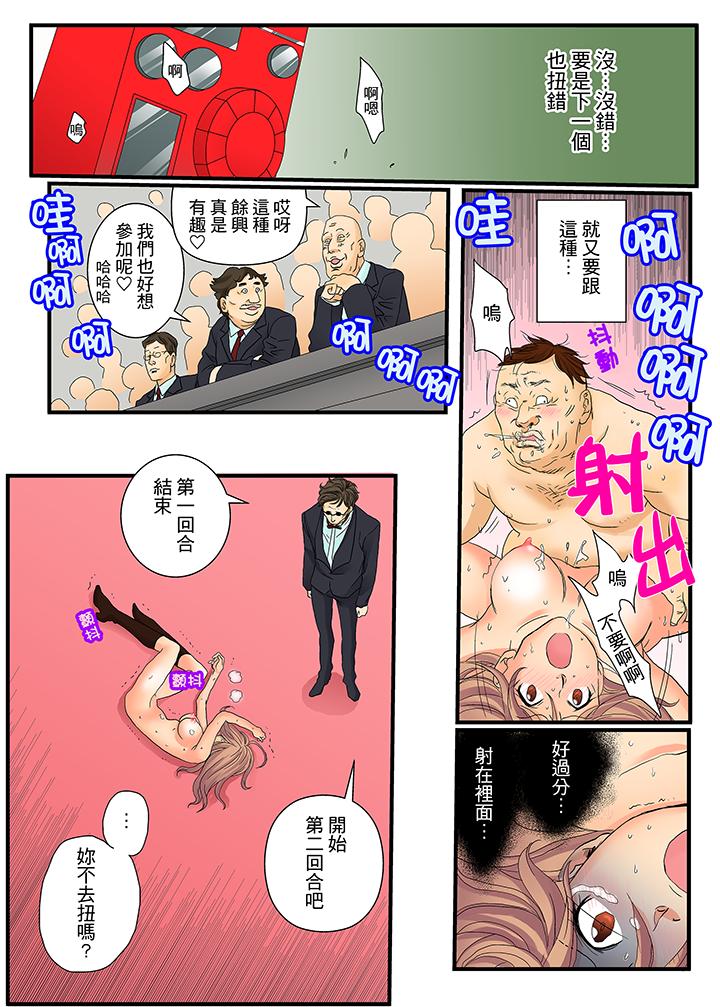 沒…沒錯…
要是下一個
也扭錯
啊嗯
啊
嗚
就又要跟
這種…
嗚
抖動
啊
啊
啊
啊
射出
嗚
不要啊啊
哇
哎呀
這種
餘興
真是
有趣♡
我們也好想
參加呢♡
哈哈哈
哇
啊
啊
啊
啊
啊
啊
好過分…
射在裡面…
第一回合
結束
顫抖
顫抖
開始
第二回合吧
…
妳不去扭嗎？